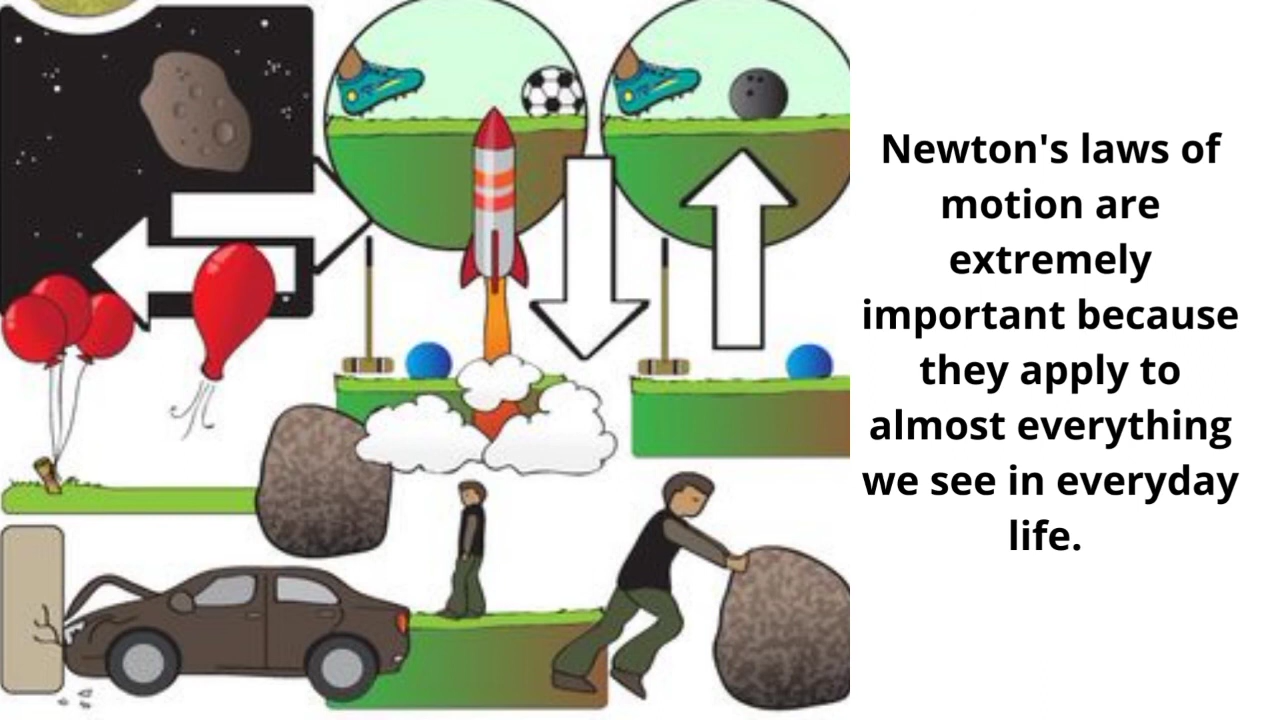 Newton's laws of
motion are
extremely
important because
they apply to
almost everything
we see in everyday
life.